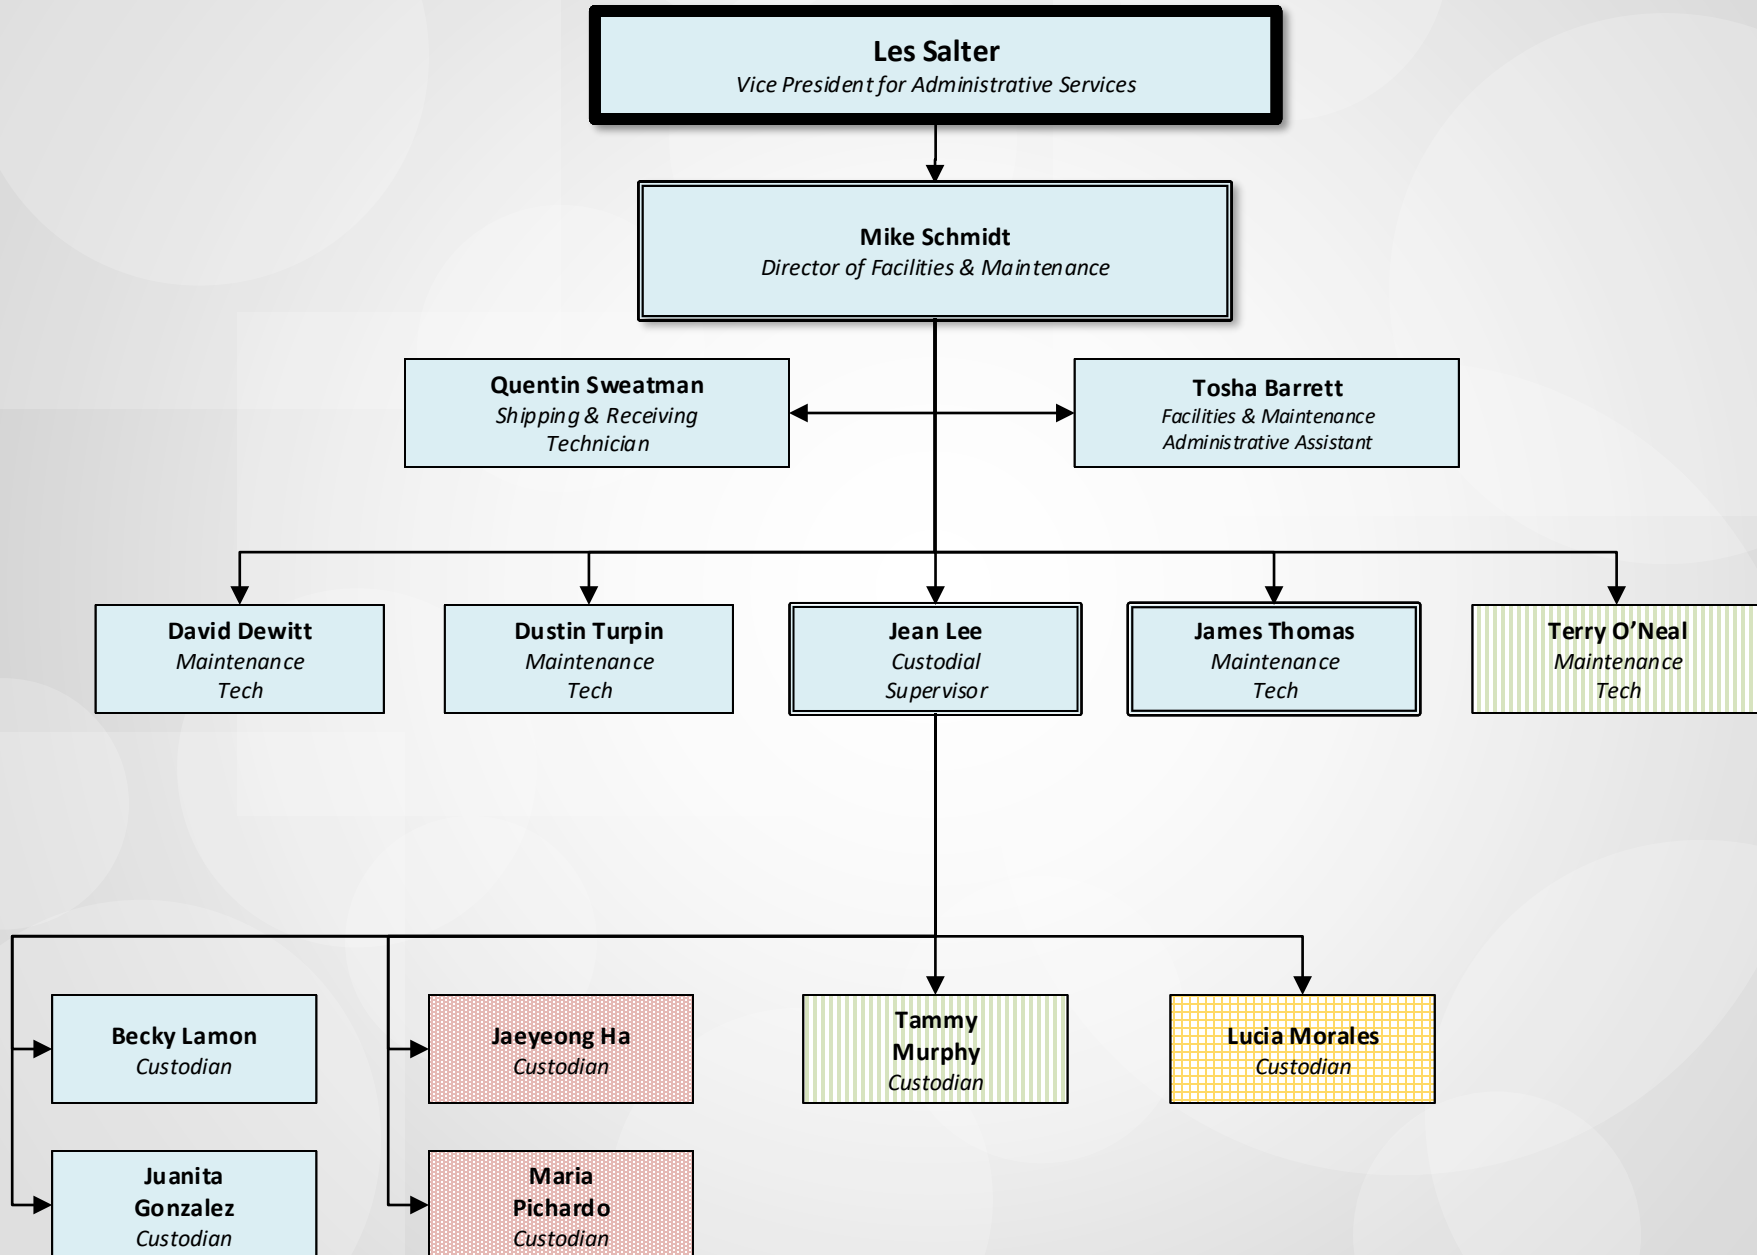 Les Salter
Vice President for Administrative Services
Mike Schmidt
Director of Facilities & Maintenance
Quentin Sweatman
Shipping & Receiving
Technician
Tosha Barrett
Facilities & Maintenance
Administrative Assistant
David Dewitt
Maintenance
Tech
Dustin Turpin
Maintenance
Tech
Jean Lee
Custodial
Supervisor
James Thomas
Maintenance
Tech
Terry O’Neal
Maintenance
Tech
Becky Lamon
Custodian
Jaeyeong Ha
Custodian
Tammy
Murphy
Custodian
Lucia Morales
Custodian
Juanita
Gonzalez
Custodian
Maria
Pichardo
Custodian